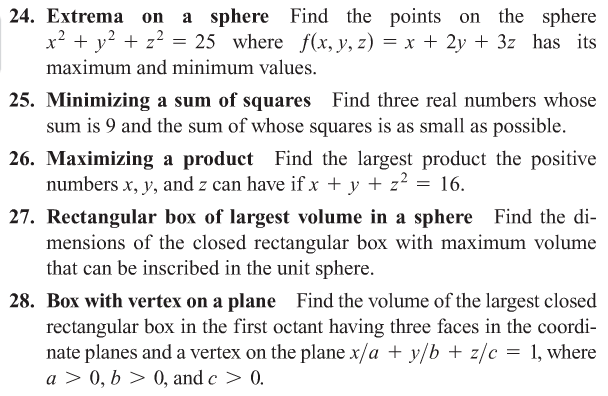 24. Extrema on a sphere Find the points on the sphere
x² + y² + z² = 25 where f(x, y, z) = x + 2y + 3z has its
maximum and minimum values.
25. Minimizing a sum of squares Find three real numbers whose
sum is 9 and the sum of whose squares is as small as possible.
26. Maximizing a product Find the largest product the positive
numbers x, y, and z can have if x + y + z² = 16.
27. Rectangular box of largest volume in a sphere Find the di-
mensions of the closed rectangular box with maximum volume
that can be inscribed in the unit sphere.
28. Box with vertex on a plane Find the volume of the largest closed
rectangular box in the first octant having three faces in the coordi-
nate planes and a vertex on the plane x/a + y/b + z/c = 1, where
a > 0, b > 0, and c > 0.